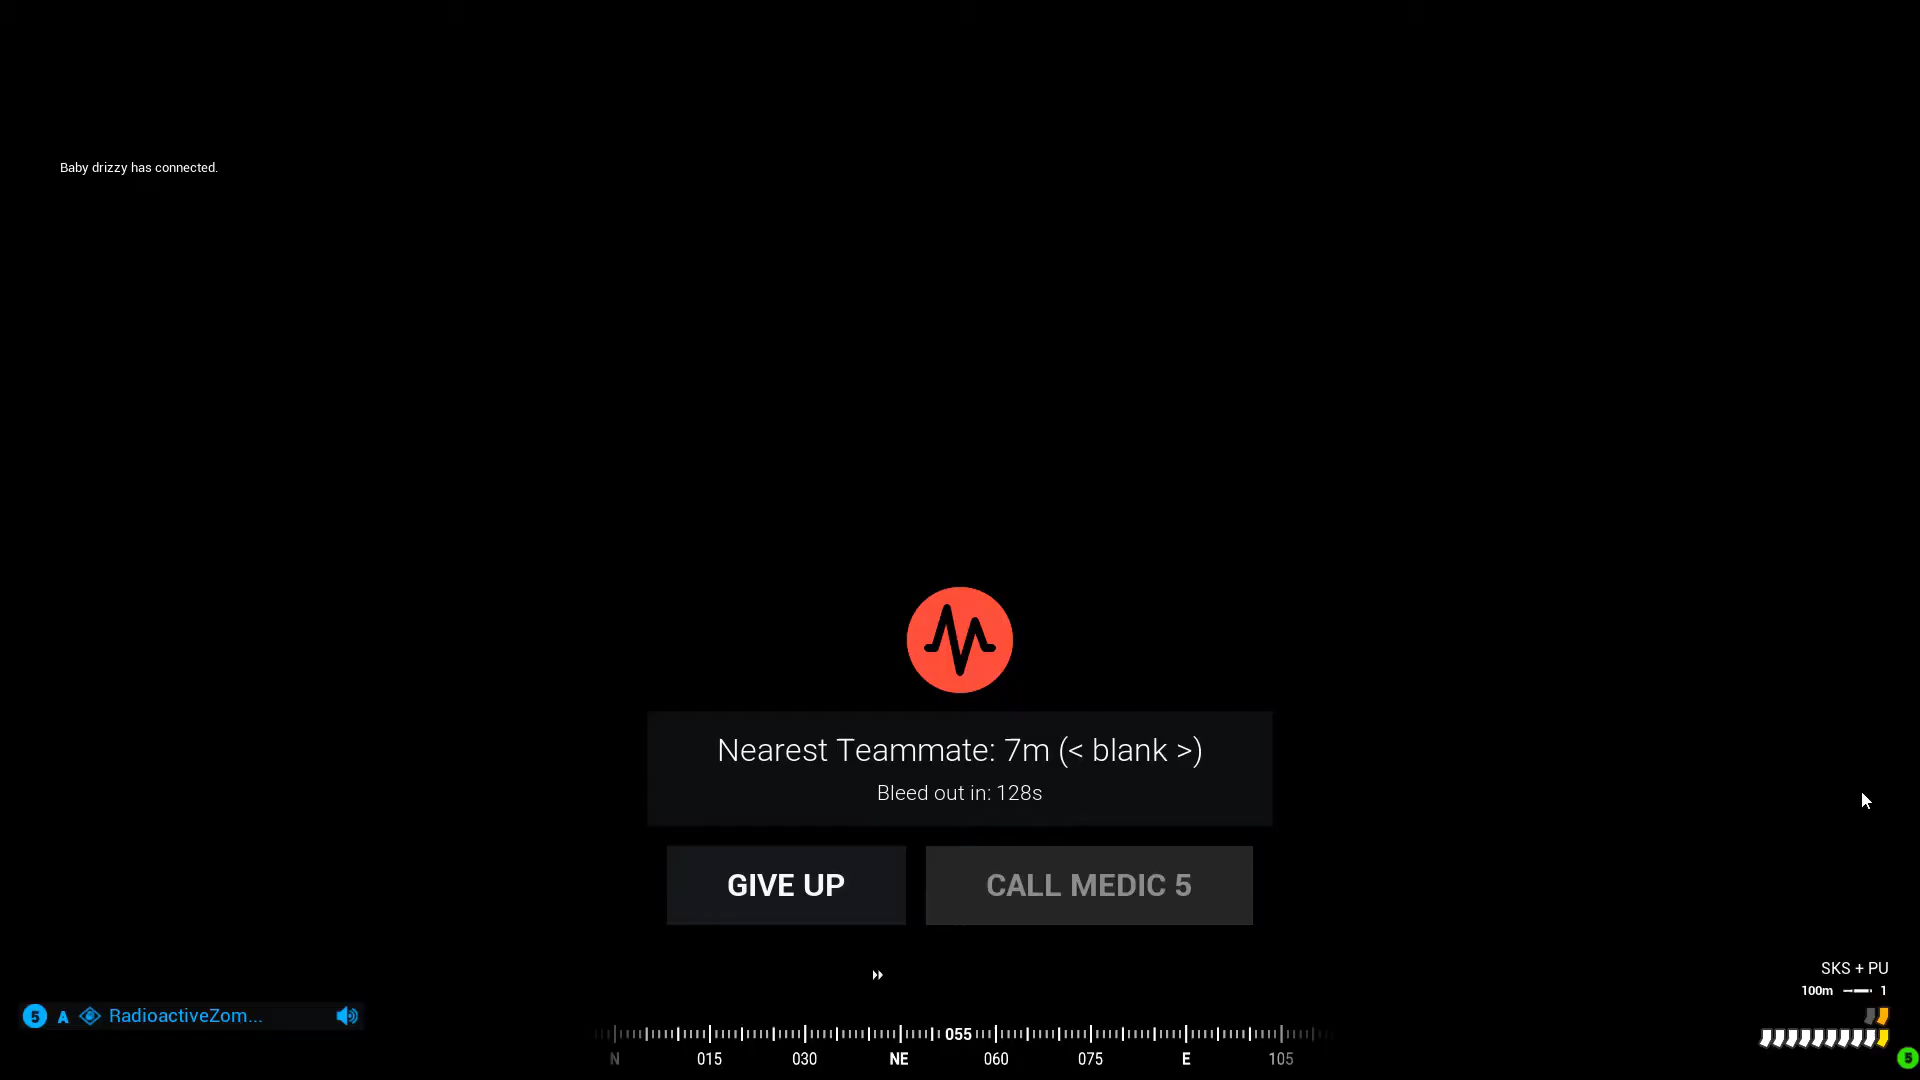 Baby drizzy has connected.
Nearest Teammate: 7m (< blank >)
Bleed out in: 128s
GIVE UP
CALL MEDIC 5
SKS + PU
100m 1
5 A RadioactiveZom...
055
N 015 030 NE 060 075 E 105
5